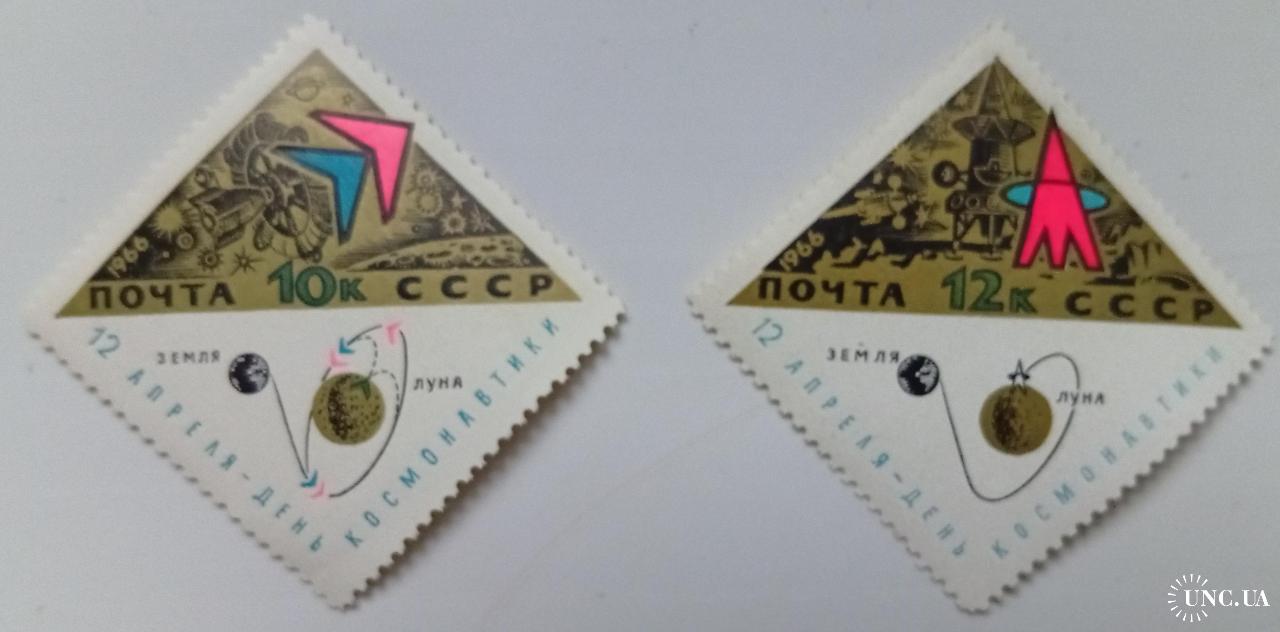 1966
ПОЧТА 10к СССР
ЗЕМЛЯ
ЛУНА
12 АПРЕЛЯ-ДЕНЬ КОСМОНАВТИКИ
1966
ПОЧТА 12к СССР
ЗЕМЛЯ
ЛУНА
12 АПРЕЛЯ-ДЕНЬ КОСМОНАВТИКИ
UNC.UA